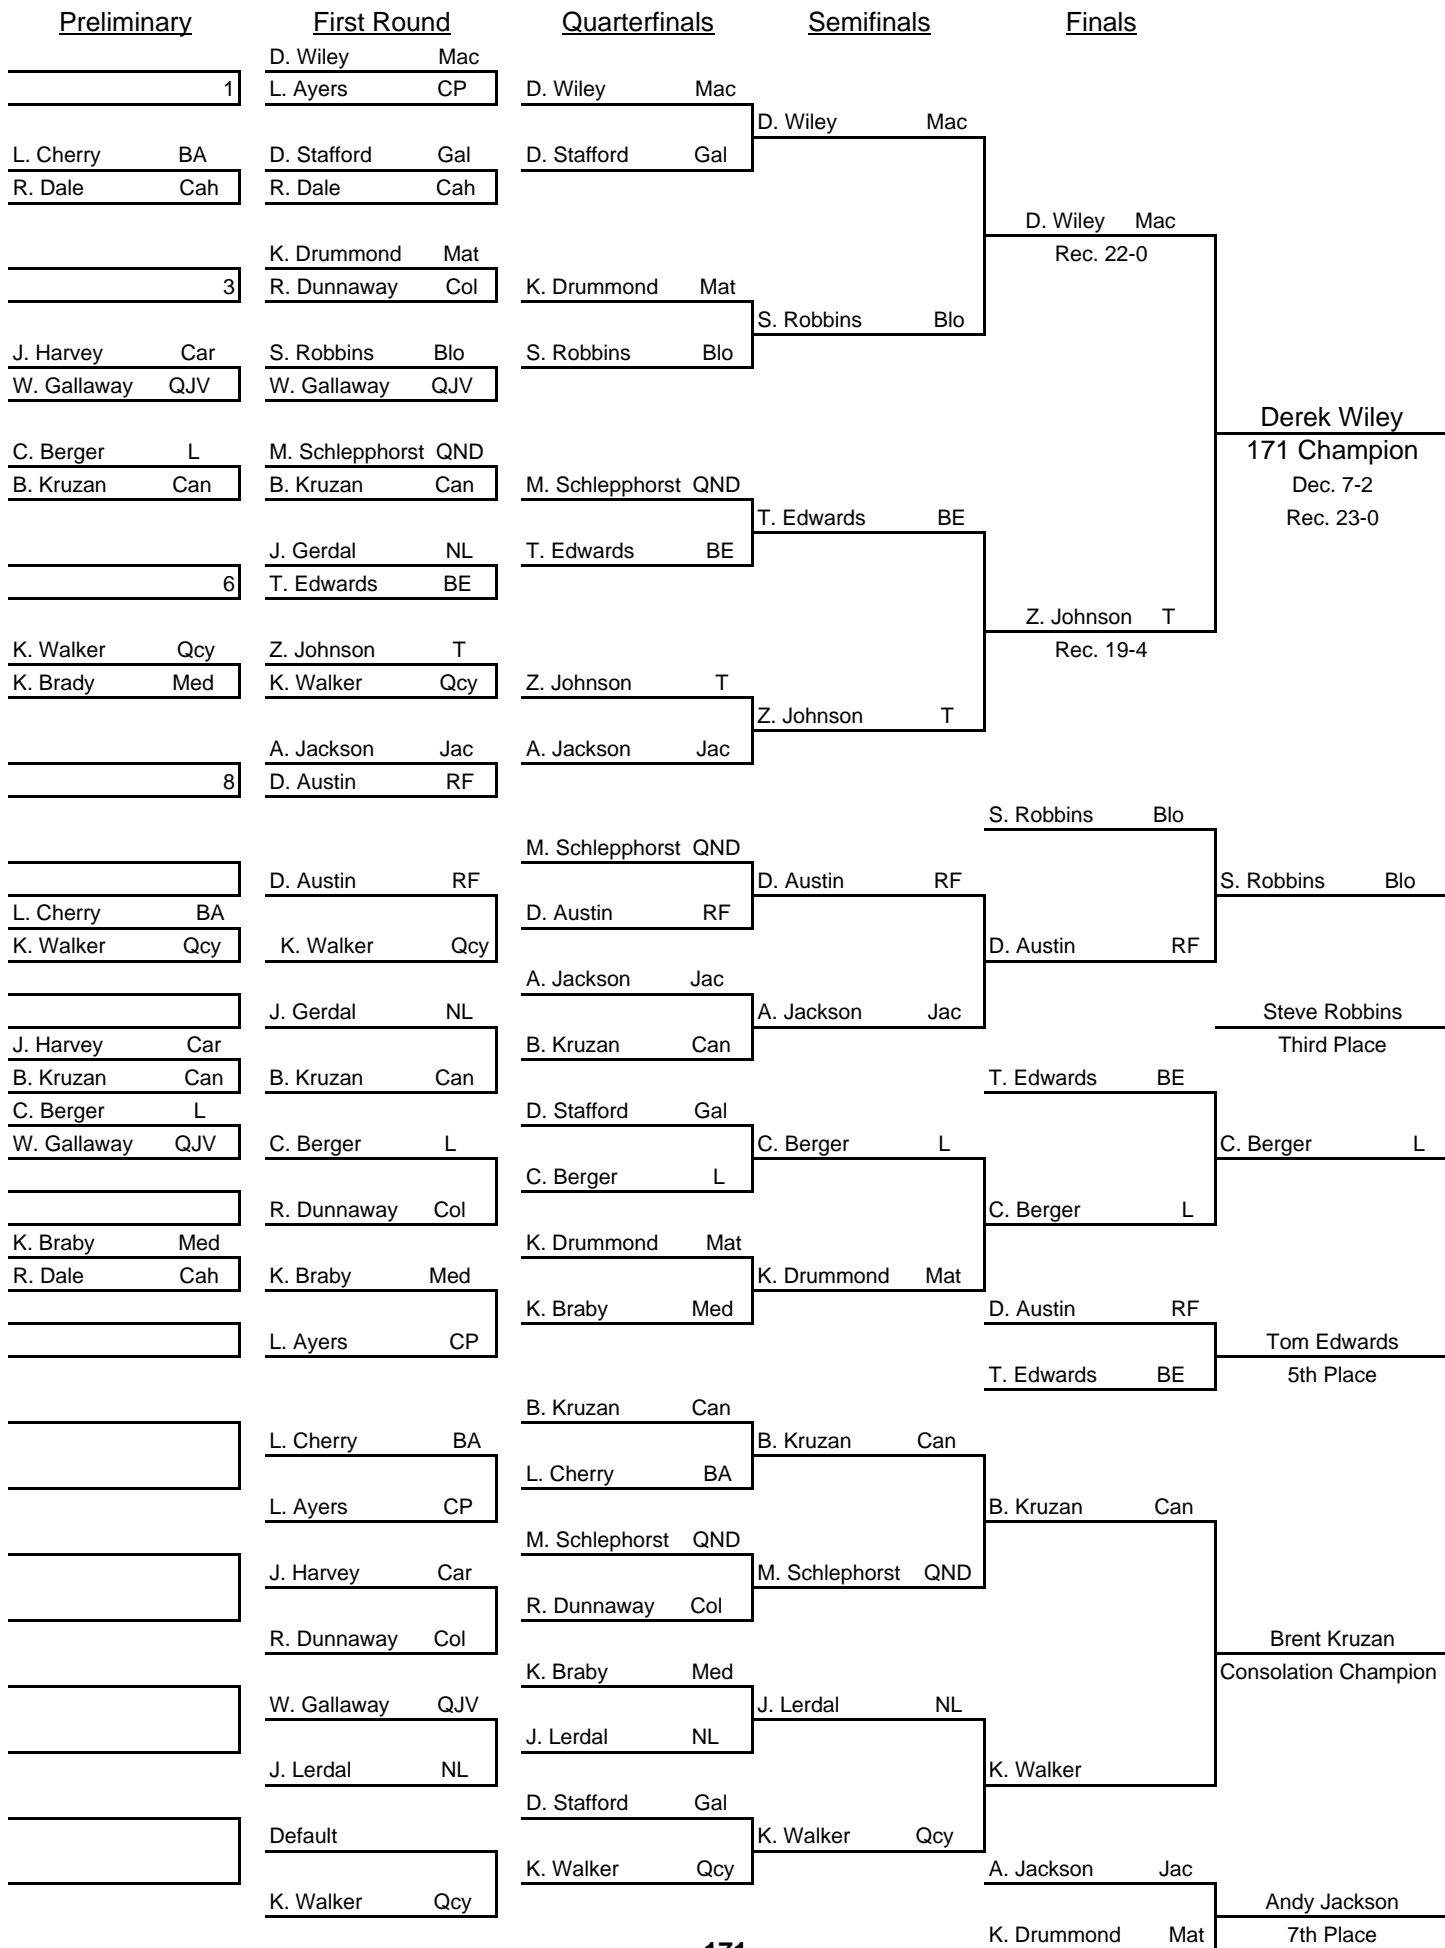 Preliminary First Round Quarterfinals Semifinals Finals
D. Wiley Mac
1 L. Ayers CP D. Wiley Mac
D. Wiley Mac
L. Cherry BA D. Stafford Gal D. Stafford Gal
R. Dale Cah R. Dale Cah
D. Wiley Mac
K. Drummond Mat Rec. 22-0
3 R. Dunnaway Col K. Drummond Mat
S. Robbins Blo
J. Harvey Car S. Robbins Blo S. Robbins Blo
W. Gallaway QJV W. Gallaway QJV
Derek Wiley
C. Berger L M. Schlepphorst QND 171 Champion
B. Kruzan Can B. Kruzan Can M. Schlepphorst QND Dec. 7-2
T. Edwards BE Rec. 23-0
J. Gerdal NL T. Edwards BE
6 T. Edwards BE
Z. Johnson T
K. Walker Qcy Z. Johnson T Rec. 19-4
K. Brady Med K. Walker Qcy Z. Johnson T
Z. Johnson T
A. Jackson Jac A. Jackson Jac
8 D. Austin RF
S. Robbins Blo
M. Schlepphorst QND
D. Austin RF D. Austin RF S. Robbins Blo
L. Cherry BA D. Austin RF
K. Walker Qcy K. Walker Qcy D. Austin RF
A. Jackson Jac
J. Gerdal NL A. Jackson Jac Steve Robbins
J. Harvey Car B. Kruzan Can Third Place
B. Kruzan Can B. Kruzan Can T. Edwards BE
C. Berger L D. Stafford Gal
W. Gallaway QJV C. Berger L C. Berger L C. Berger L
C. Berger L
R. Dunnaway Col C. Berger L
K. Braby Med K. Drummond Mat
R. Dale Cah K. Braby Med K. Drummond Mat
K. Braby Med D. Austin RF
L. Ayers CP Tom Edwards
T. Edwards BE 5th Place
B. Kruzan Can
L. Cherry BA B. Kruzan Can
L. Cherry BA
L. Ayers CP B. Kruzan Can
M. Schlephorst QND
J. Harvey Car M. Schlephorst QND
R. Dunnaway Col
R. Dunnaway Col Brent Kruzan
K. Braby Med Consolation Champion
W. Gallaway QJV J. Lerdal NL
J. Lerdal NL
J. Lerdal NL K. Walker
D. Stafford Gal
Default K. Walker Qcy
K. Walker Qcy A. Jackson Jac
K. Walker Qcy Andy Jackson
K. Drummond Mat 7th Place
171